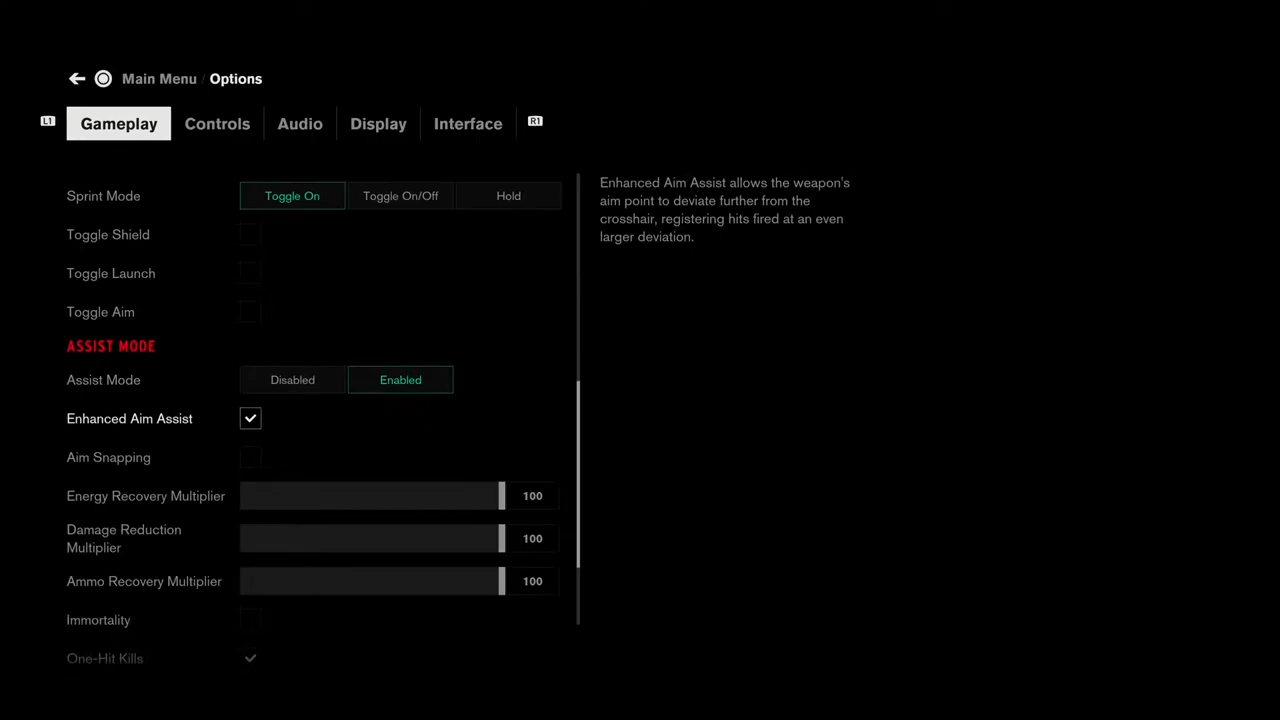 Main Menu / Options
L1 Gameplay Controls Audio Display Interface R1
Sprint Mode Toggle On Toggle On/Off Hold
Toggle Shield
Toggle Launch
Toggle Aim
ASSIST MODE
Assist Mode Disabled Enabled
Enhanced Aim Assist
Aim Snapping
Energy Recovery Multiplier 100
Damage Reduction
Multiplier 100
Ammo Recovery Multiplier 100
Immortality
One-Hit Kills
Enhanced Aim Assist allows the weapon's
aim point to deviate further from the
crosshair, registering hits fired at an even
larger deviation.